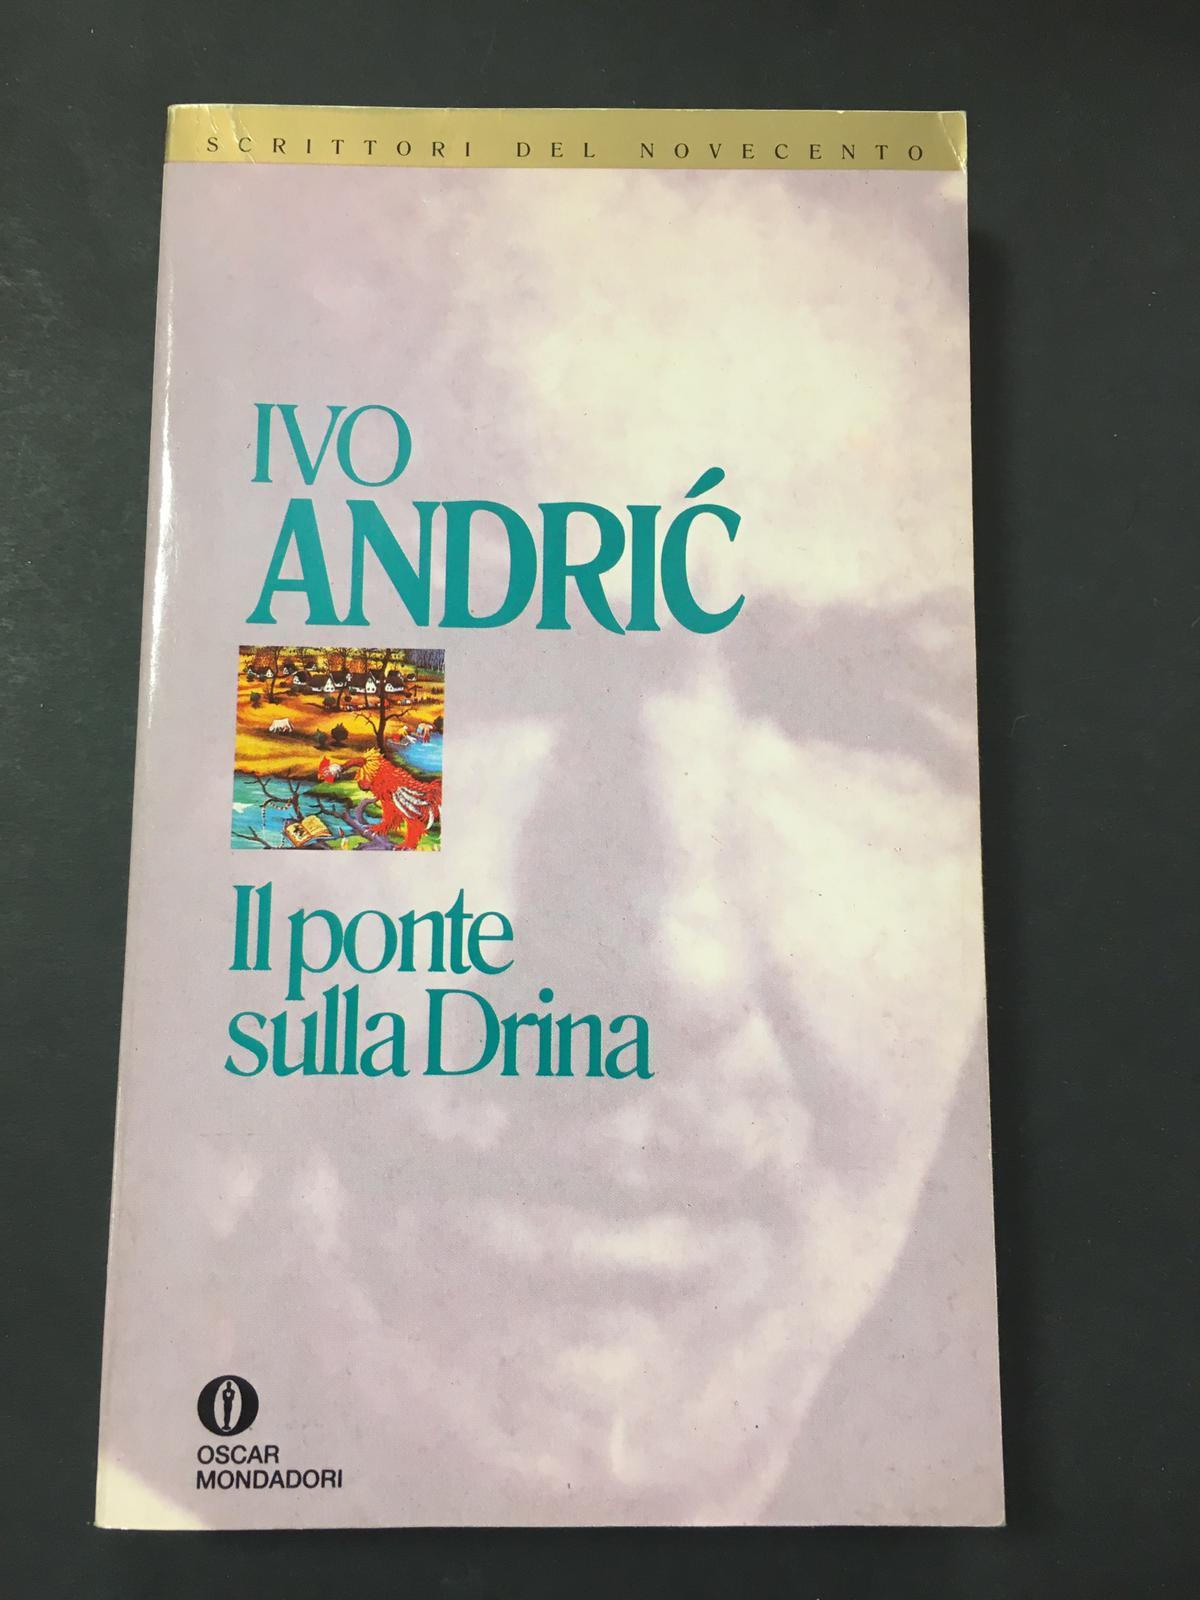 SCRITTORI DEL NOVECENTO
IVO
ANDRIĆ
Il ponte
sulla Drina
OSCAR
MONDADORI